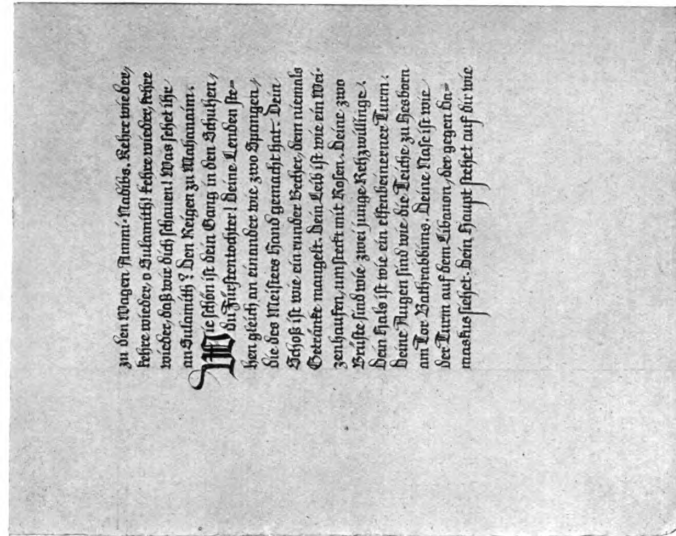 zu den Wagen Ammi-Nadibs. Kehre wieder,
kehre wieder, o Sulamith! kehre wieder, kehre
wieder, daß wir dich schauen! Was sehet ihr
an Sulamith? Den Reigen zu Mahanaim.
Wie schön ist dein Gang in den Schuhen,
du Fürstentochter! Deine Lenden ste-
hen gleich an einander wie zwo Spangen,
die des Meisters Hand gemacht hat. Dein
Schoß ist wie ein runder Becher, dem niemals
Getränke mangelt. Dein Leib ist wie ein Wei-
zenhaufen, umsteckt mit Rosen. Deine zwo
Brüste sind wie zwei junge Rehzwillinge.
Dein Hals ist wie ein elfenbeinerner Turm.
Deine Augen sind wie die Teiche zu Hesbon
am Tor Bathrabbims. Deine Nase ist wie
der Turm auf dem Libanon, der gegen Da-
maskus siehet. Dein Haupt stehet auf dir wie